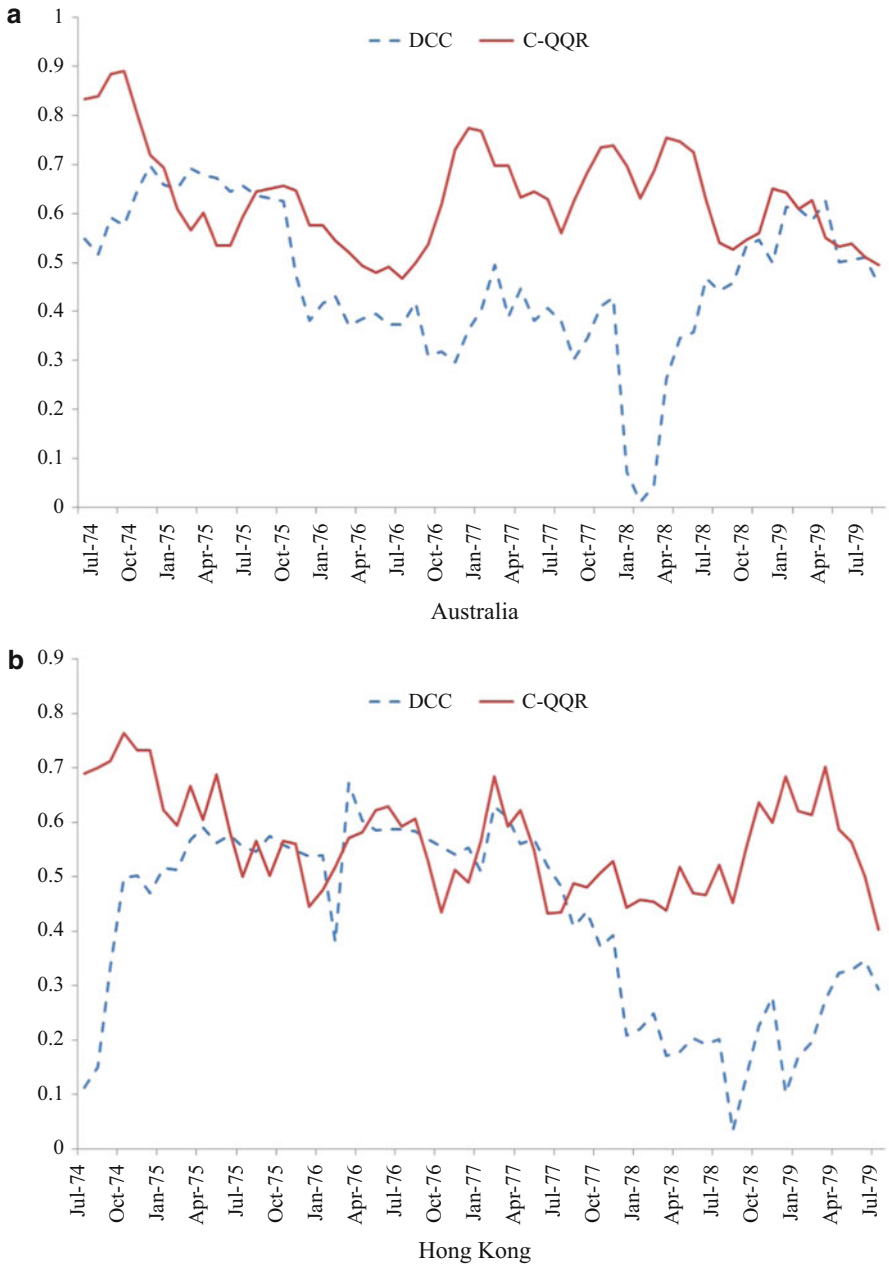 a
1
DCC C-QQR
0.9
0.8
0.7
0.6
0.5
0.4
0.3
0.2
0.1
0
Jul-74 Oct-74 Jan-75 Apr-75 Jul-75 Oct-75 Jan-76 Apr-76 Jul-76 Oct-76 Jan-77 Apr-77 Jul-77 Oct-77 Jan-78 Apr-78 Jul-78 Oct-78 Jan-79 Apr-79 Jul-79
Australia
b
0.9
0.8
DCC C-QQR
0.7
0.6
0.5
0.4
0.3
0.2
0.1
0
Jul-74 Oct-74 Jan-75 Apr-75 Jul-75 Oct-75 Jan-76 Apr-76 Jul-76 Oct-76 Jan-77 Apr-77 Jul-77 Oct-77 Jan-78 Apr-78 Jul-78 Oct-78 Jan-79 Apr-79 Jul-79
Hong Kong